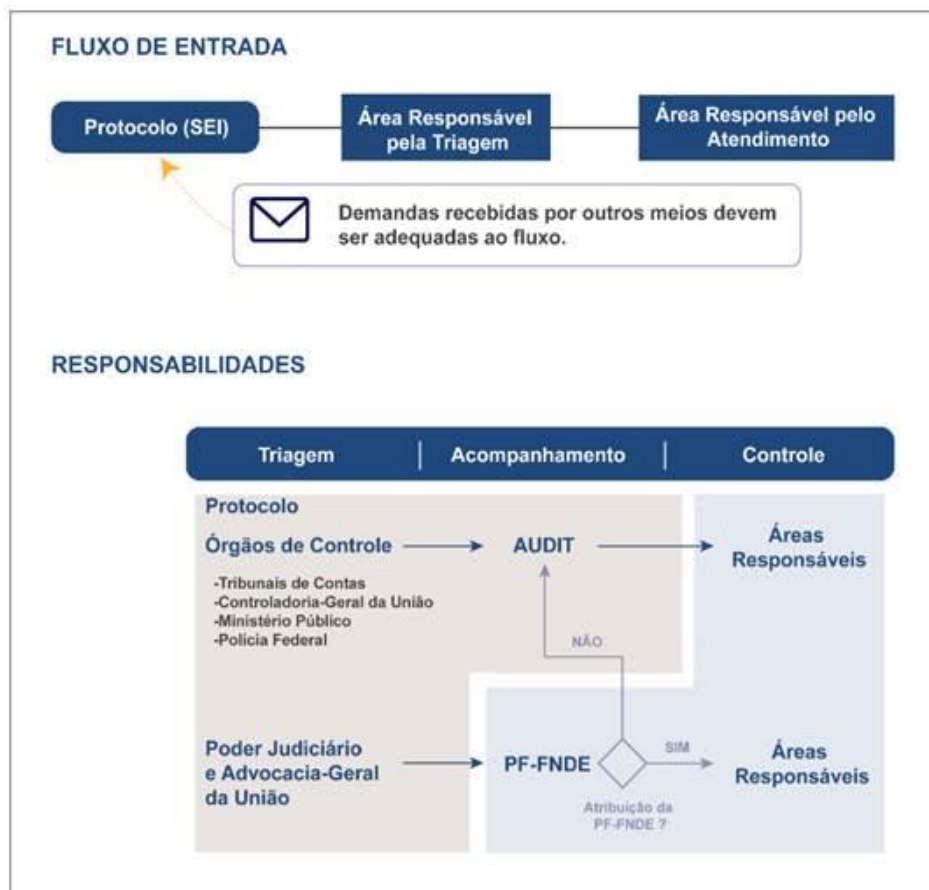 FLUXO DE ENTRADA
Protocolo (SEI)
Área Responsável
pela Triagem
Área Responsável pelo
Atendimento
Demandas recebidas por outros meios devem
ser adequadas ao fluxo.
RESPONSABILIDADES
Triagem | Acompanhamento | Controle
Protocolo
Órgãos de Controle
-Tribunais de Contas
-Controladoria-Geral da União
-Ministério Público
-Polícia Federal
AUDIT
Áreas
Responsáveis
NÃO
Poder Judiciário
e Advocacia-Geral
da União
PF-FNDE
SIM
Atribuição da
PF-FNDE ?
Áreas
Responsáveis